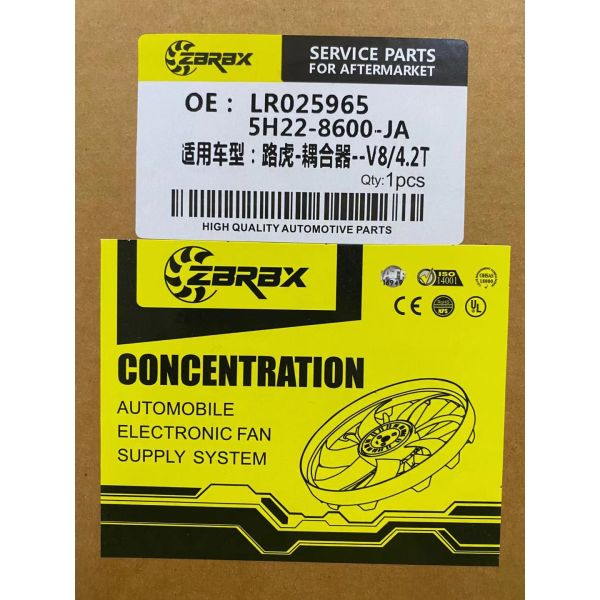 ZBRAX
SERVICE PARTS
FOR AFTERMARKET
OE: LR025965
5H22-8600-JA
适用车型：路虎-耦合器--V8/4.2T
Qty:1pcs
HIGH QUALITY AUTOMOTIVE PARTS
ZBRAX
ISO
14001
CE
UL
CONCENTRATION
AUTOMOBILE
ELECTRONIC FAN
SUPPLY SYSTEM